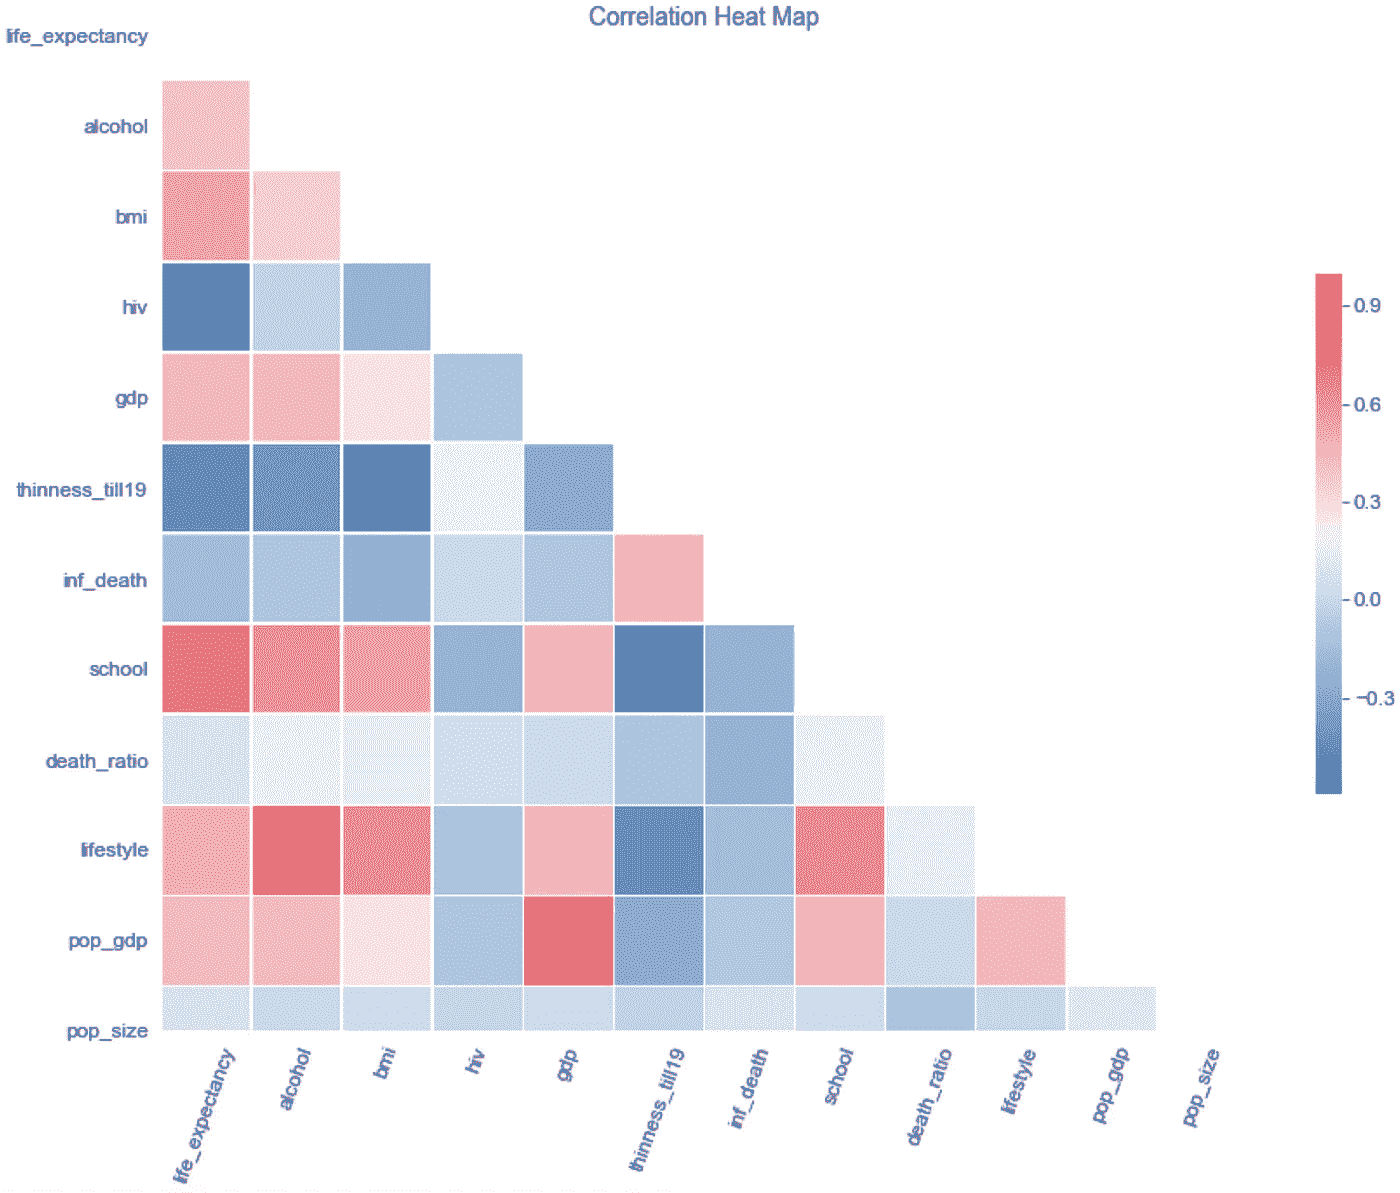 Correlation Heat Map
life_expectancy
alcohol
bmi
hiv
gdp
thinness_till19
inf_death
school
death_ratio
lifestyle
pop_gdp
pop_size
0.9
0.6
0.3
0.0
−0.3
life_expectancy
alcohol
bmi
hiv
gdp
thinness_till19
inf_death
school
death_ratio
lifestyle
pop_gdp
pop_size